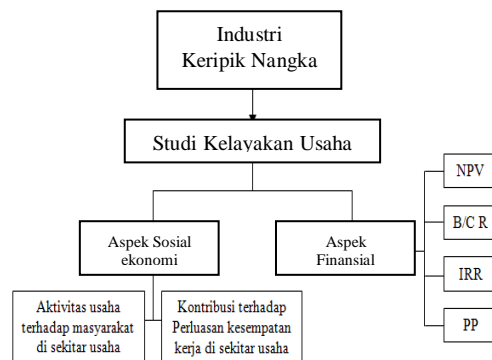 Industri
Keripik Nangka
Studi Kelayakan Usaha
Aspek Sosial
ekonomi
Aspek
Finansial
NPV
B/C R
IRR
PP
Aktivitas usaha
terhadap masyarakat
di sekitar usaha
Kontribusi terhadap
Perluasan kesempatan
kerja di sekitar usaha